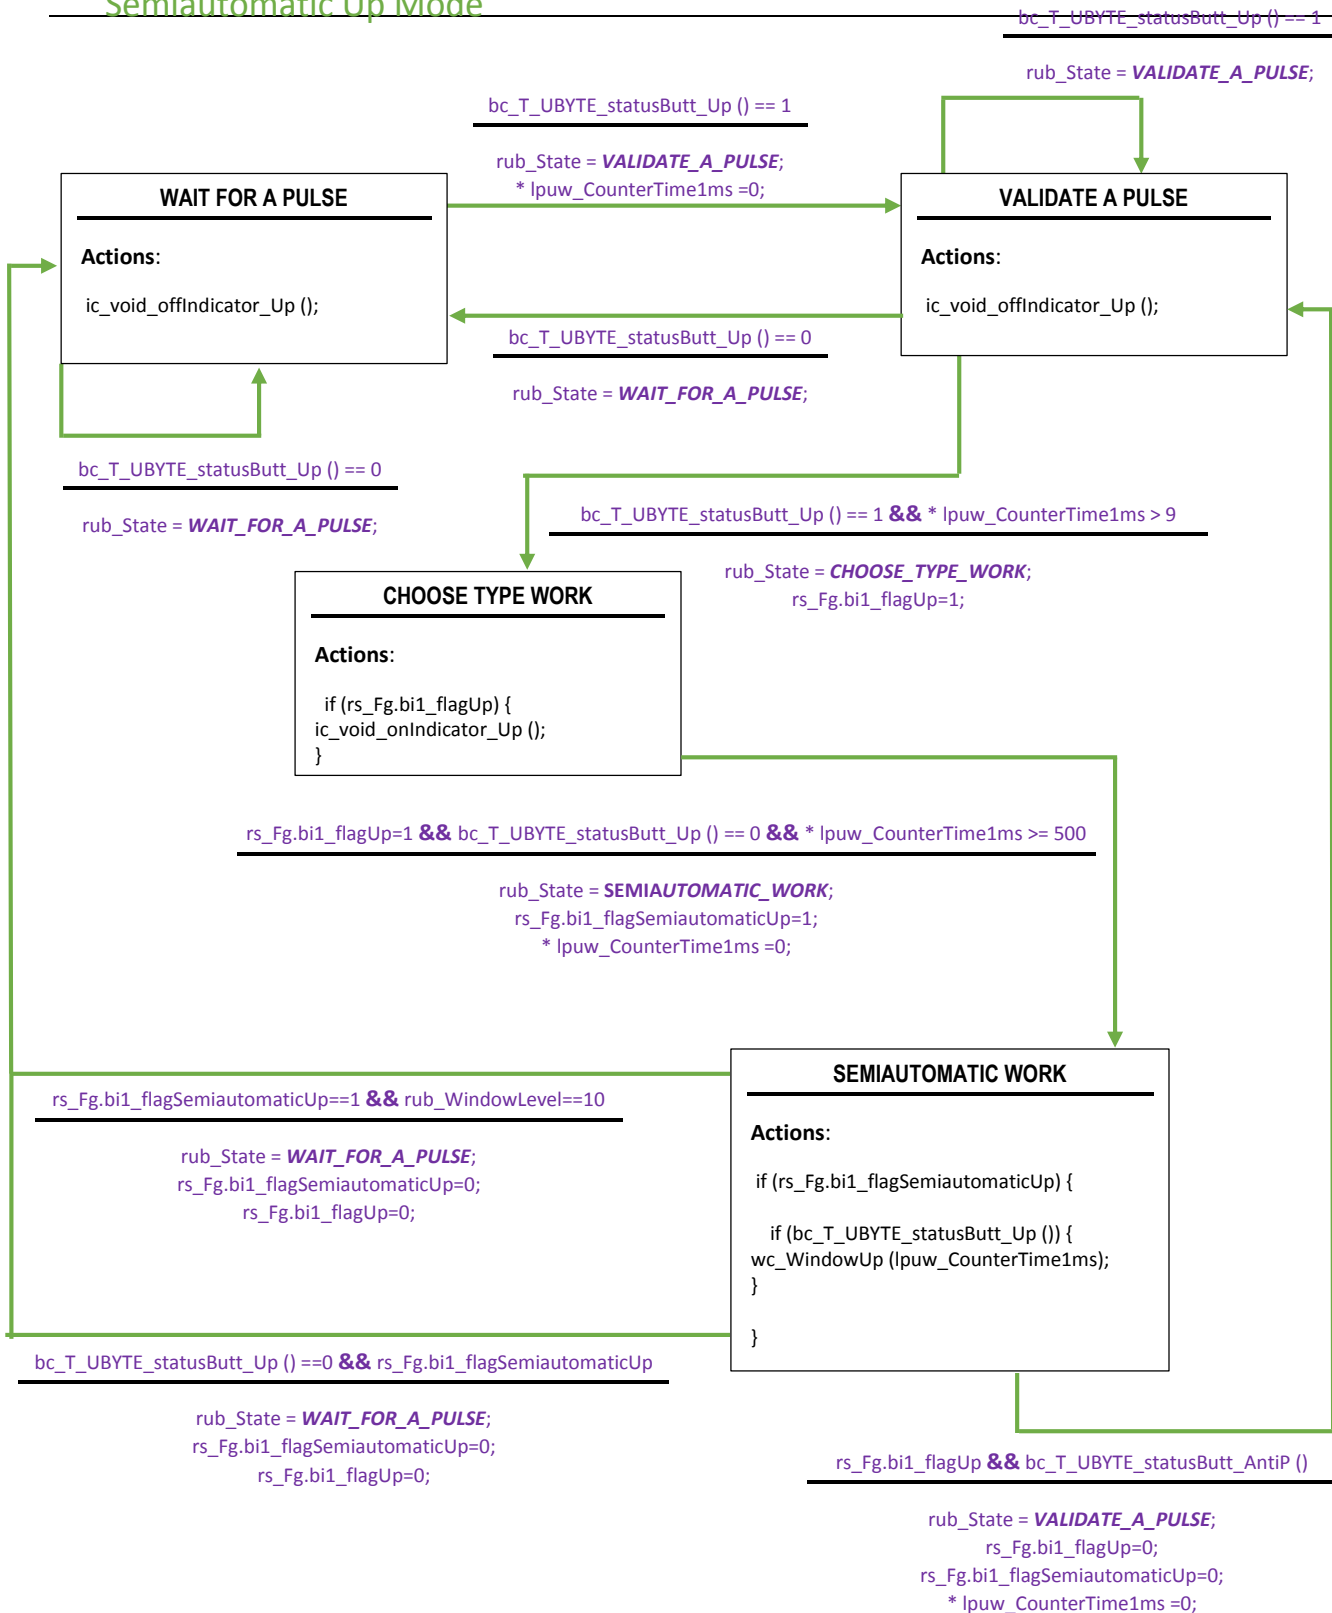 Semiautomatic Up Mode
bc_T_UBYTE_statusButt_Up () == 1
rub_State = VALIDATE_A_PULSE;
bc_T_UBYTE_statusButt_Up () == 1
rub_State = VALIDATE_A_PULSE;
* lpuw_CounterTime1ms =0;
WAIT FOR A PULSE
Actions:
ic_void_offIndicator_Up ();
VALIDATE A PULSE
Actions:
ic_void_offIndicator_Up ();
bc_T_UBYTE_statusButt_Up () == 0
rub_State = WAIT_FOR_A_PULSE;
bc_T_UBYTE_statusButt_Up () == 0
rub_State = WAIT_FOR_A_PULSE;
bc_T_UBYTE_statusButt_Up () == 1 && * lpuw_CounterTime1ms > 9
rub_State = CHOOSE_TYPE_WORK;
rs_Fg.bi1_flagUp=1;
CHOOSE TYPE WORK
Actions:
if (rs_Fg.bi1_flagUp) {
ic_void_onIndicator_Up ();
}
rs_Fg.bi1_flagUp=1 && bc_T_UBYTE_statusButt_Up () == 0 && * lpuw_CounterTime1ms >= 500
rub_State = SEMIAUTOMATIC_WORK;
rs_Fg.bi1_flagSemiautomaticUp=1;
* lpuw_CounterTime1ms =0;
SEMIAUTOMATIC WORK
Actions:
if (rs_Fg.bi1_flagSemiautomaticUp) {
if (bc_T_UBYTE_statusButt_Up ()) {
wc_WindowUp (lpuw_CounterTime1ms);
}
}
rs_Fg.bi1_flagSemiautomaticUp==1 && rub_WindowLevel==10
rub_State = WAIT_FOR_A_PULSE;
rs_Fg.bi1_flagSemiautomaticUp=0;
rs_Fg.bi1_flagUp=0;
bc_T_UBYTE_statusButt_Up () ==0 && rs_Fg.bi1_flagSemiautomaticUp
rub_State = WAIT_FOR_A_PULSE;
rs_Fg.bi1_flagSemiautomaticUp=0;
rs_Fg.bi1_flagUp=0;
rs_Fg.bi1_flagUp && bc_T_UBYTE_statusButt_AntiP ()
rub_State = VALIDATE_A_PULSE;
rs_Fg.bi1_flagUp=0;
rs_Fg.bi1_flagSemiautomaticUp=0;
* lpuw_CounterTime1ms =0;